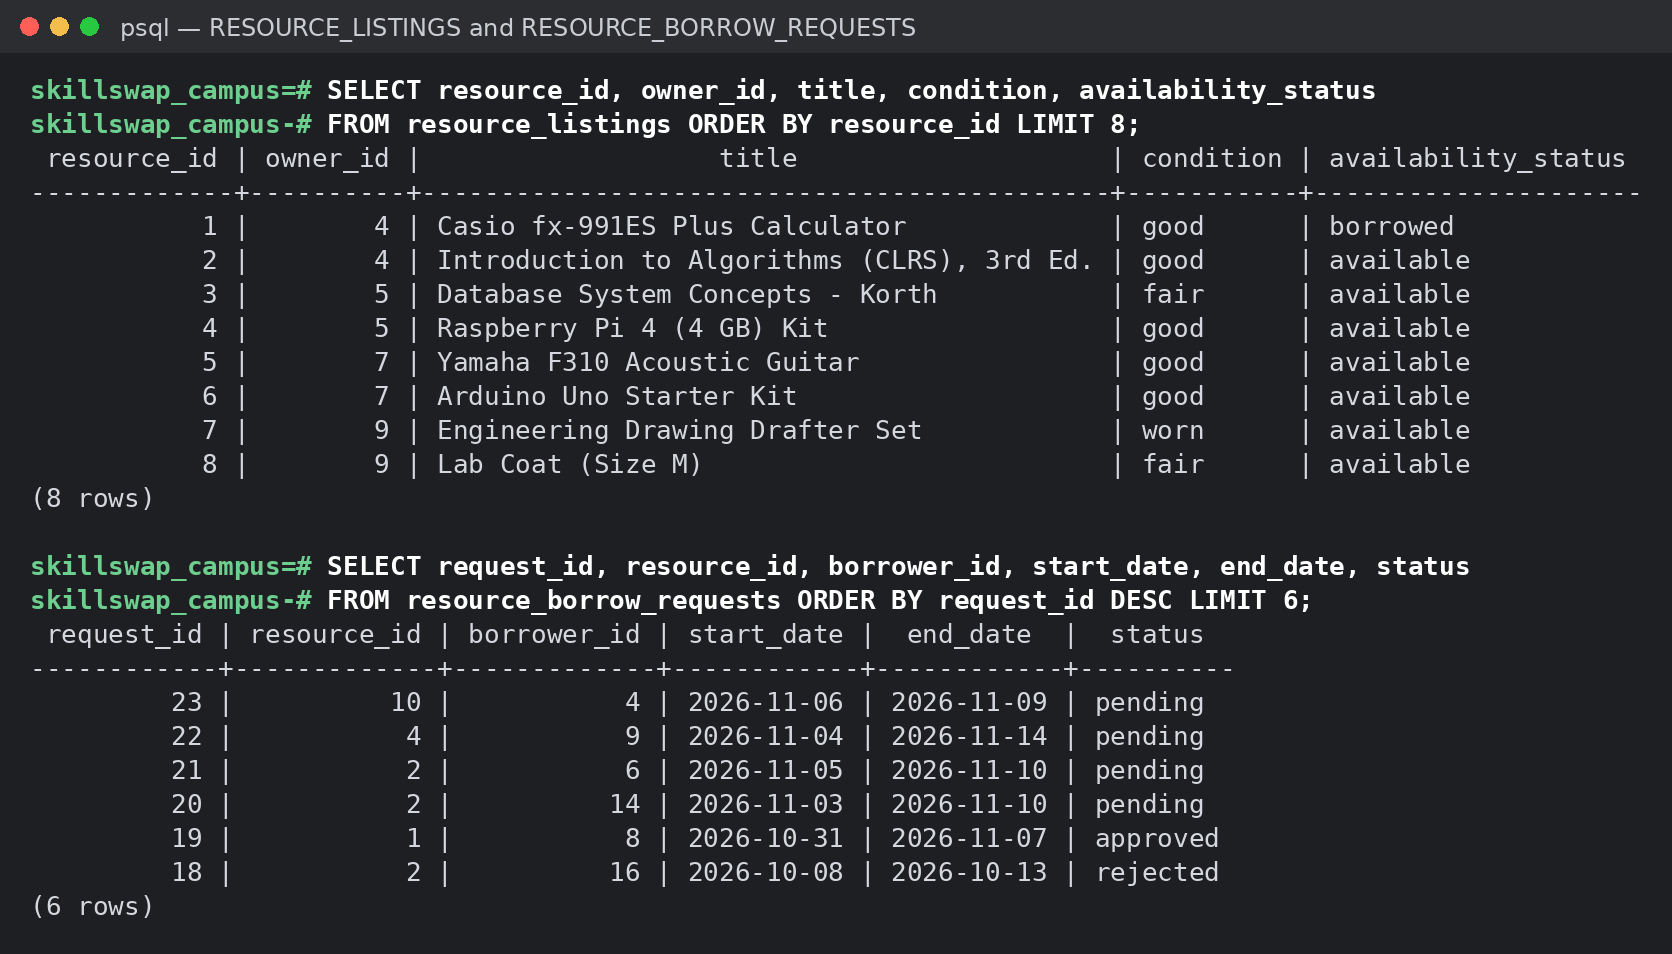 psql — RESOURCE_LISTINGS and RESOURCE_BORROW_REQUESTS
skillswap_campus=# SELECT resource_id, owner_id, title, condition, availability_status
skillswap_campus-# FROM resource_listings ORDER BY resource_id LIMIT 8;
 resource_id | owner_id |                   title                    | condition | availability_status
-------------+----------+--------------------------------------------+-----------+---------------------
           1 |        4 | Casio fx-991ES Plus Calculator             | good      | borrowed
           2 |        4 | Introduction to Algorithms (CLRS), 3rd Ed. | good      | available
           3 |        5 | Database System Concepts - Korth           | fair      | available
           4 |        5 | Raspberry Pi 4 (4 GB) Kit                  | good      | available
           5 |        7 | Yamaha F310 Acoustic Guitar                | good      | available
           6 |        7 | Arduino Uno Starter Kit                    | good      | available
           7 |        9 | Engineering Drawing Drafter Set            | worn      | available
           8 |        9 | Lab Coat (Size M)                          | fair      | available
(8 rows)
skillswap_campus=# SELECT request_id, resource_id, borrower_id, start_date, end_date, status
skillswap_campus-# FROM resource_borrow_requests ORDER BY request_id DESC LIMIT 6;
 request_id | resource_id | borrower_id | start_date |  end_date  |  status
------------+-------------+-------------+------------+------------+----------
         23 |          10 |           4 | 2026-11-06 | 2026-11-09 | pending
         22 |           4 |           9 | 2026-11-04 | 2026-11-14 | pending
         21 |           2 |           6 | 2026-11-05 | 2026-11-10 | pending
         20 |           2 |          14 | 2026-11-03 | 2026-11-10 | pending
         19 |           1 |           8 | 2026-10-31 | 2026-11-07 | approved
         18 |           2 |          16 | 2026-10-08 | 2026-10-13 | rejected
(6 rows)